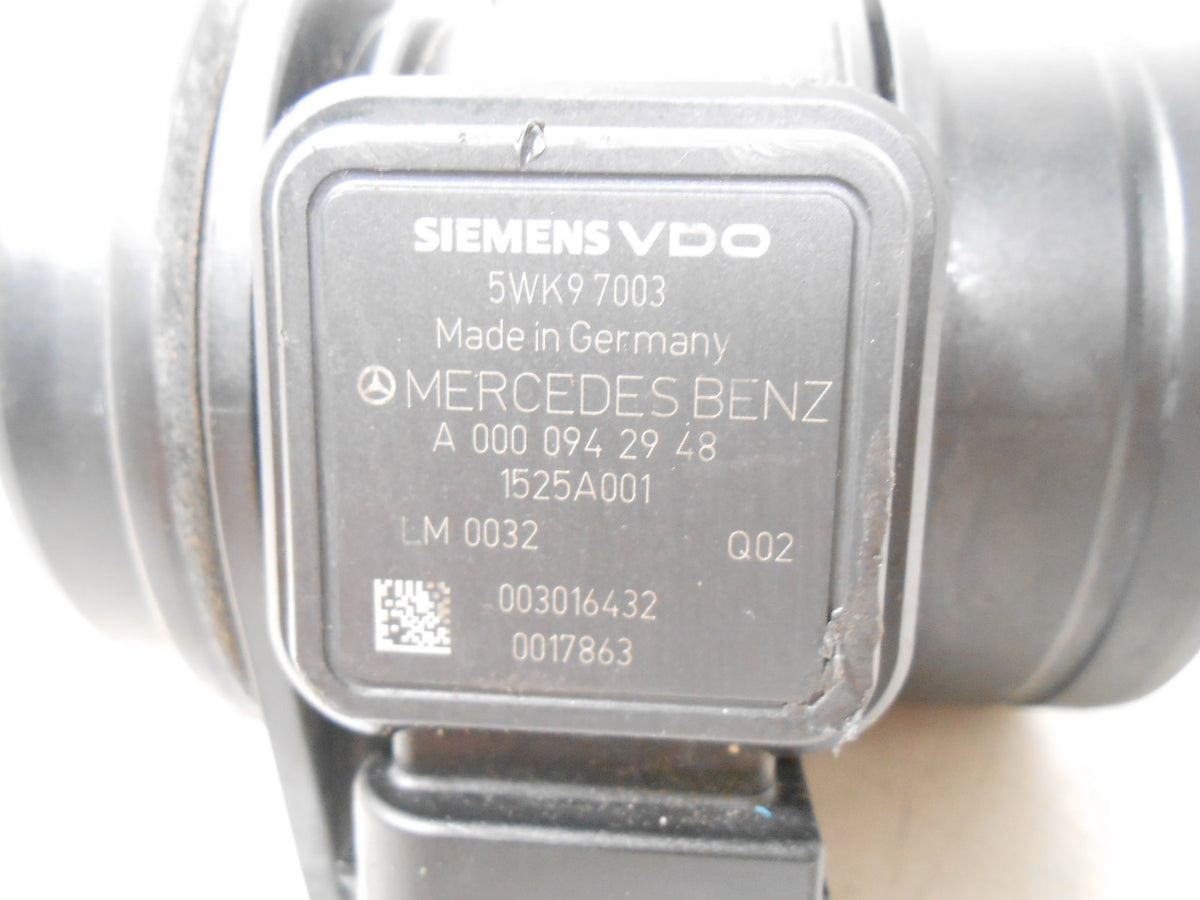 SIEMENS VDO
5WK9 7003
Made in Germany
MERCEDES BENZ
A 000 094 29 48
1525A001
LM 0032 Q02
003016432
0017863